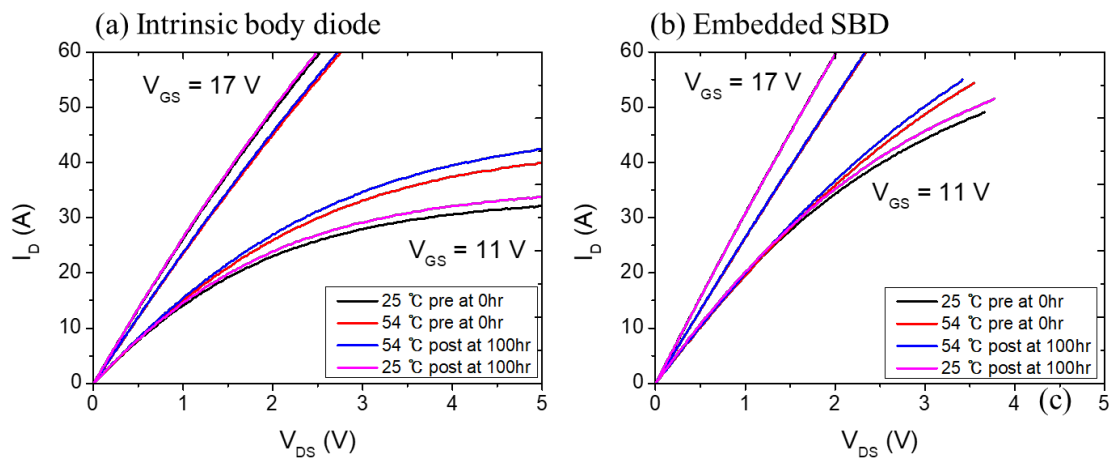 (a) Intrinsic body diode
60
50
40
30
20
10
0
I_D (A)
V_GS = 17 V
V_GS = 11 V
25 ℃ pre at 0hr
54 ℃ pre at 0hr
54 ℃ post at 100hr
25 ℃ post at 100hr
0 1 2 3 4 5
V_DS (V)
(b) Embedded SBD
60
50
40
30
20
10
0
I_D (A)
V_GS = 17 V
V_GS = 11 V
25 ℃ pre at 0hr
54 ℃ pre at 0hr
54 ℃ post at 100hr
25 ℃ post at 100hr
(c)
0 1 2 3 4 5
V_DS (V)